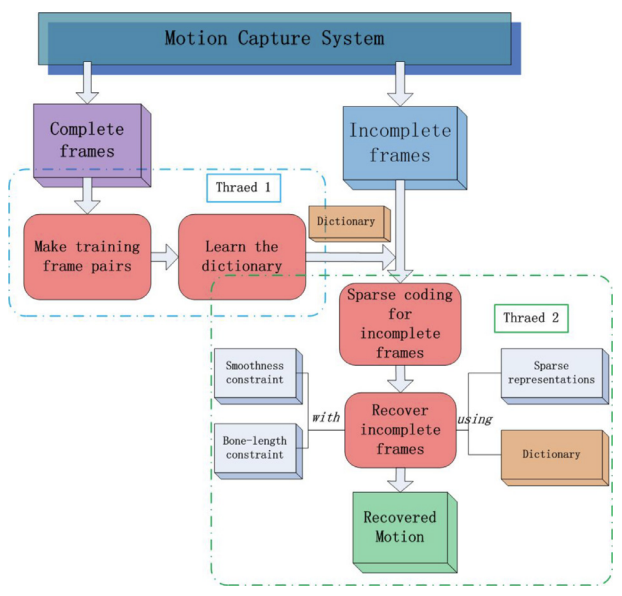 Motion Capture System
Complete
frames
Incomplete
frames
Thraed 1
Make training
frame pairs
Learn the
dictionary
Dictionary
Sparse coding
for
incomplete
frames
Thraed 2
Smoothness
constraint
Bone-length
constraint
with
Recover
incomplete
frames
using
Sparse
representations
Dictionary
Recovered
Motion